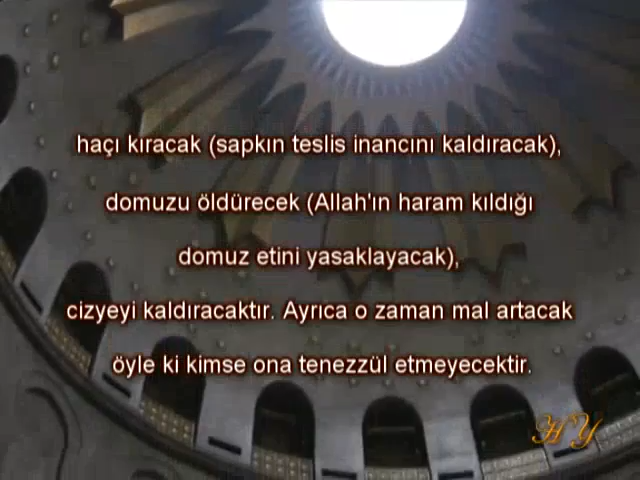 haçı kıracak (sapkın teslis inancını kaldıracak),
domuzu öldürecek (Allah'ın haram kıldığı
domuz etini yasaklayacak),
cizyeyi kaldıracaktır. Ayrıca o zaman mal artacak
öyle ki kimse ona tenezzül etmeyecektir.
HY